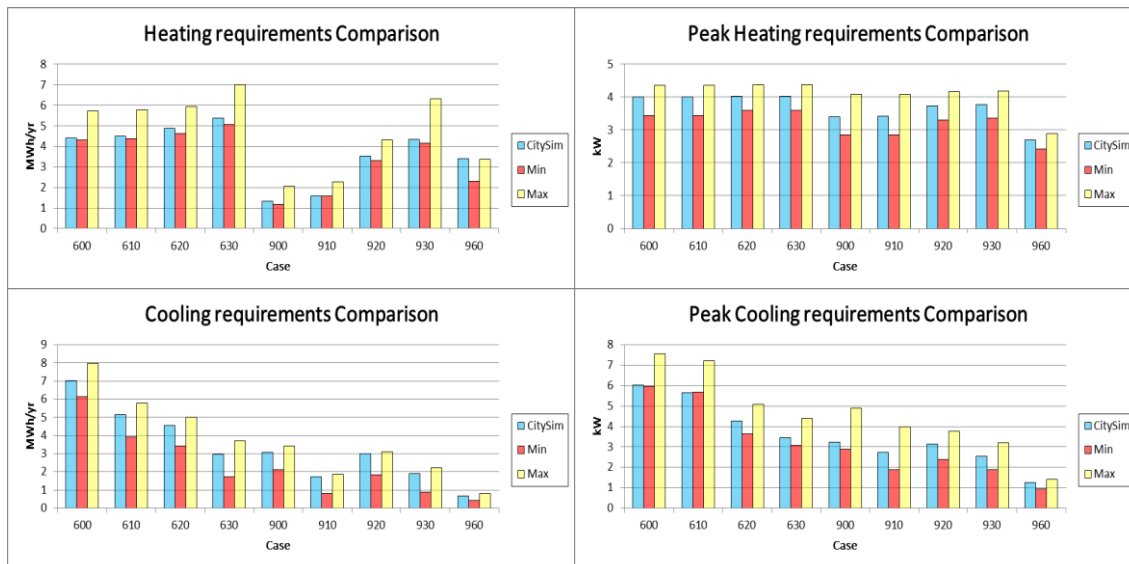 Heating requirements Comparison
8
7
6
5
4
3
2
1
0
MWh/yr
600 610 620 630 900 910 920 930 960
Case
CitySim
Min
Max
Peak Heating requirements Comparison
5
4
3
2
1
0
kW
600 610 620 630 900 910 920 930 960
Case
CitySim
Min
Max
Cooling requirements Comparison
9
8
7
6
5
4
3
2
1
0
MWh/yr
600 610 620 630 900 910 920 930 960
Case
CitySim
Min
Max
Peak Cooling requirements Comparison
8
7
6
5
4
3
2
1
0
kW
600 610 620 630 900 910 920 930 960
Case
CitySim
Min
Max